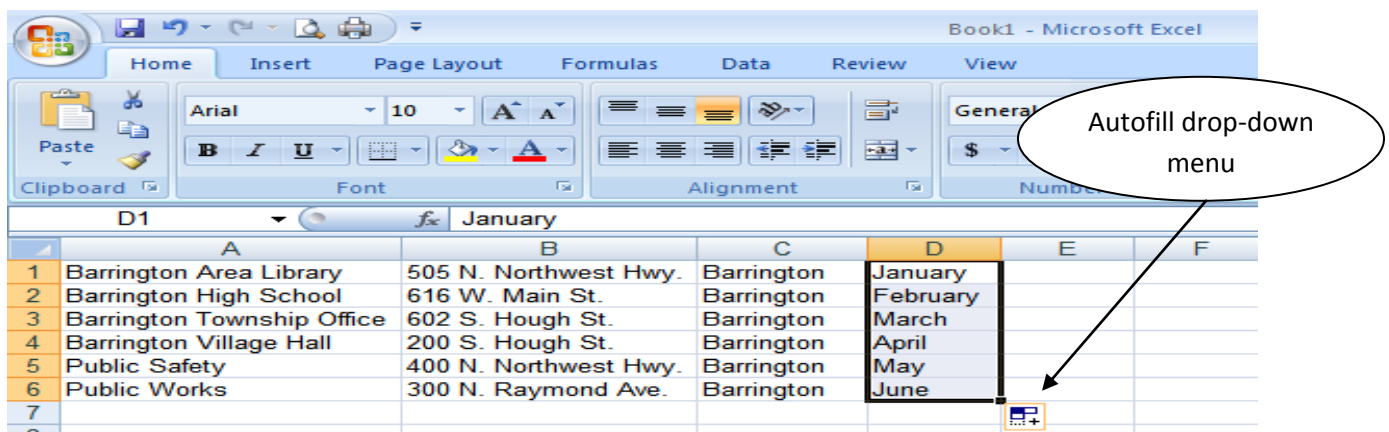 Book1 - Microsoft Excel
Home Insert Page Layout Formulas Data Review View
Arial 10 A A General
Paste B I U A a $
Clipboard Font Alignment
Autofill drop-down
menu
D1 fx January
A B C D E F
1 Barrington Area Library 505 N. Northwest Hwy. Barrington January
2 Barrington High School 616 W. Main St. Barrington February
3 Barrington Township Office 602 S. Hough St. Barrington March
4 Barrington Village Hall 200 S. Hough St. Barrington April
5 Public Safety 400 N. Northwest Hwy. Barrington May
6 Public Works 300 N. Raymond Ave. Barrington June
7